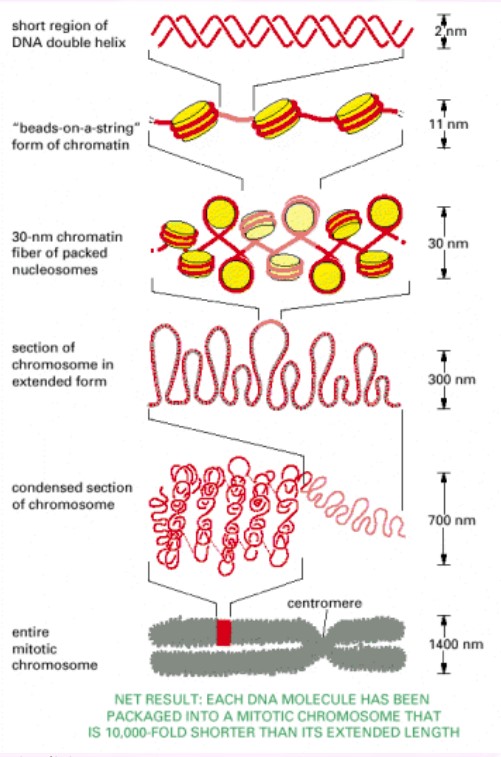 short region of
DNA double helix
2 nm
"beads-on-a-string"
form of chromatin
11 nm
30-nm chromatin
fiber of packed
nucleosomes
30 nm
section of
chromosome in
extended form
300 nm
condensed section
of chromosome
700 nm
centromere
entire
mitotic
chromosome
1400 nm
NET RESULT: EACH DNA MOLECULE HAS BEEN
PACKAGED INTO A MITOTIC CHROMOSOME THAT
IS 10,000-FOLD SHORTER THAN ITS EXTENDED LENGTH